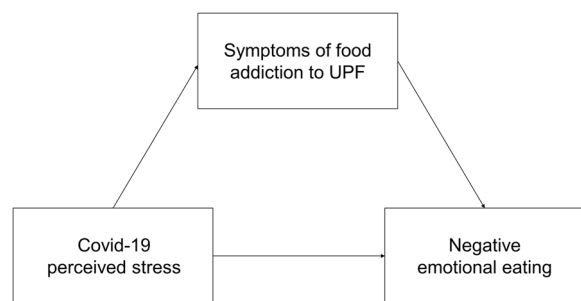 Symptoms of food
addiction to UPF
Covid-19
perceived stress
Negative
emotional eating